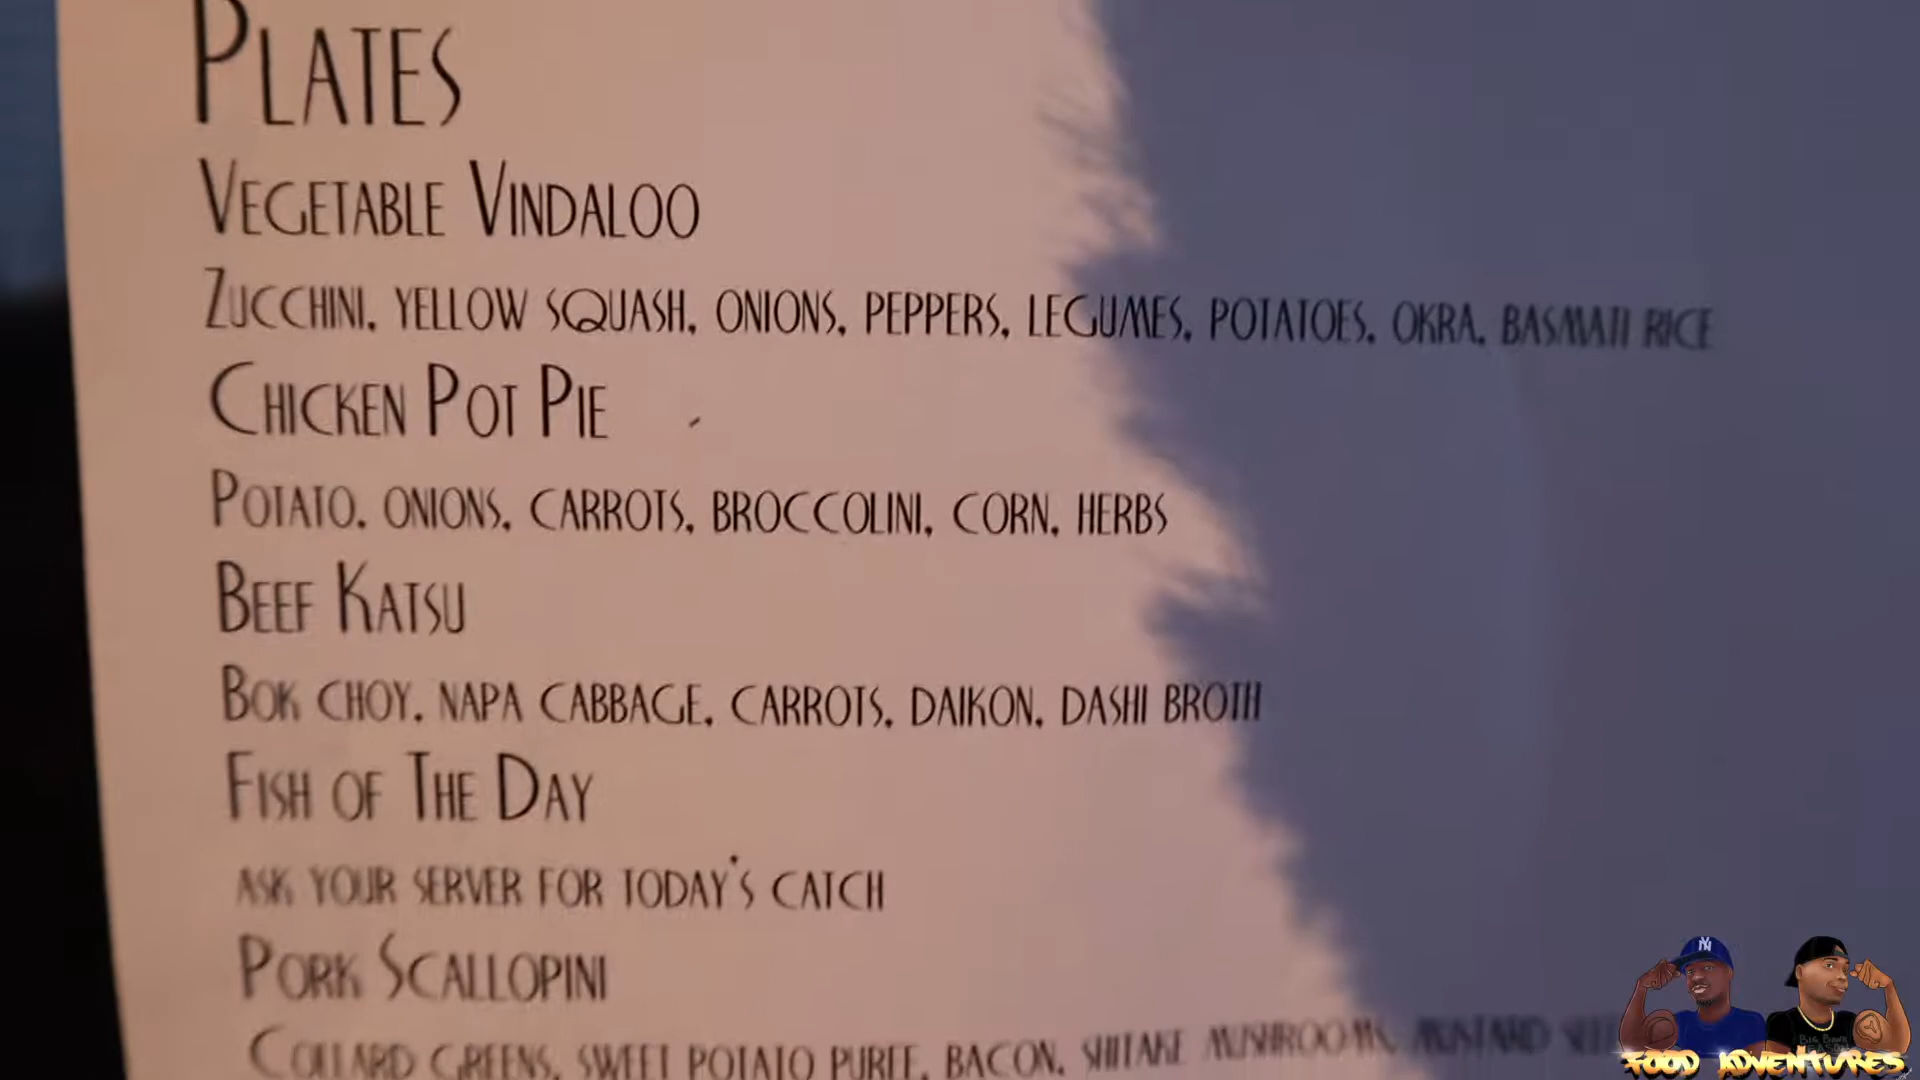 PLATES
VEGETABLE VINDALOO
ZUCCHINI, YELLOW SQUASH, ONIONS, PEPPERS, LEGUMES, POTATOES, OKRA, BASMATI RICE
CHICKEN POT PIE
POTATO, ONIONS, CARROTS, BROCCOLINI, CORN, HERBS
BEEF KATSU
BOK CHOY, NAPA CABBAGE, CARROTS, DAIKON, DASHI BROTH
FISH OF THE DAY
ASK YOUR SERVER FOR TODAY'S CATCH
PORK SCALLOPINI
COLLARD GREENS, SWEET POTATO PUREE, BACON, SHITAKE MUSHROOMS, MUSTARD
NY
FOOD ADVENTURES